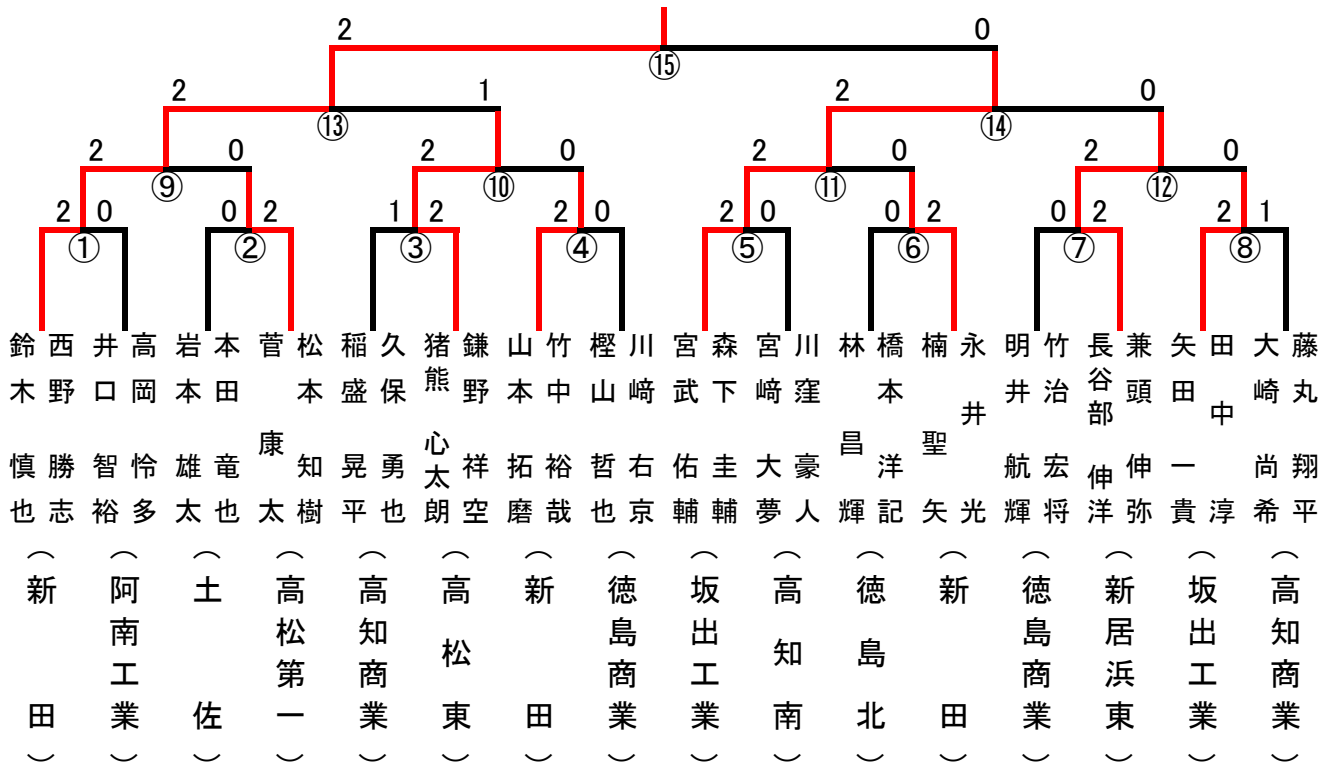 2 0
⑮
2 1 2 0
⑬ ⑭
2 0 2 0 2 0 2 0
⑨ ⑩ ⑪ ⑫
2 0 0 2 1 2 2 0 2 0 0 2 0 2 2 1
① ② ③ ④ ⑤ ⑥ ⑦ ⑧
鈴木 慎也
西野 勝志
井口 智裕
高岡 怜多
岩本 雄太
本田 竜也
菅 康太
松本 知樹
稲盛 晃平
久保 勇也
猪熊 心太朗
鎌野 祥空
山本 拓磨
竹中 裕哉
樫山 哲也
川﨑 右京
宮武 佑輔
森下 圭輔
宮﨑 大夢
川窪 豪人
林 昌輝
橋本 洋記
楠 聖矢
永井 光
明井 航輝
竹治 宏将
長谷部 伸洋
兼頭 伸弥
矢田 一貴
田中 淳
大崎 尚希
藤丸 翔平
（新田）
（阿南工業）
（土佐）
（高松第一）
（高知商業）
（高松東）
（新田）
（徳島商業）
（坂出工業）
（高知南）
（徳島北）
（新田）
（徳島商業）
（新居浜東）
（坂出工業）
（高知商業）